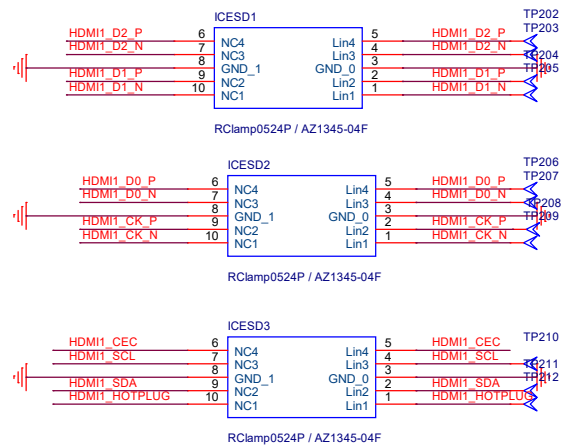 ICESD1
TP202
TP203
HDMI1_D2_P 6 NC4 Lin4 5 HDMI1_D2_P
HDMI1_D2_N 7 NC3 Lin3 4 HDMI1_D2_N
TP204
8 GND_1 GND_0 3
TP205
HDMI1_D1_P 9 NC2 Lin2 2 HDMI1_D1_P
HDMI1_D1_N 10 NC1 Lin1 1 HDMI1_D1_N
RClamp0524P / AZ1345-04F
ICESD2
TP206
TP207
HDMI1_D0_P 6 NC4 Lin4 5 HDMI1_D0_P
HDMI1_D0_N 7 NC3 Lin3 4 HDMI1_D0_N
TP208
8 GND_1 GND_0 3
TP209
HDMI1_CK_P 9 NC2 Lin2 2 HDMI1_CK_P
HDMI1_CK_N 10 NC1 Lin1 1 HDMI1_CK_N
RClamp0524P / AZ1345-04F
ICESD3
TP210
HDMI1_CEC 6 NC4 Lin4 5 HDMI1_CEC
HDMI1_SCL 7 NC3 Lin3 4 HDMI1_SCL
TP211
8 GND_1 GND_0 3
TP212
HDMI1_SDA 9 NC2 Lin2 2 HDMI1_SDA
HDMI1_HOTPLUG 10 NC1 Lin1 1 HDMI1_HOTPLUG
RClamp0524P / AZ1345-04F